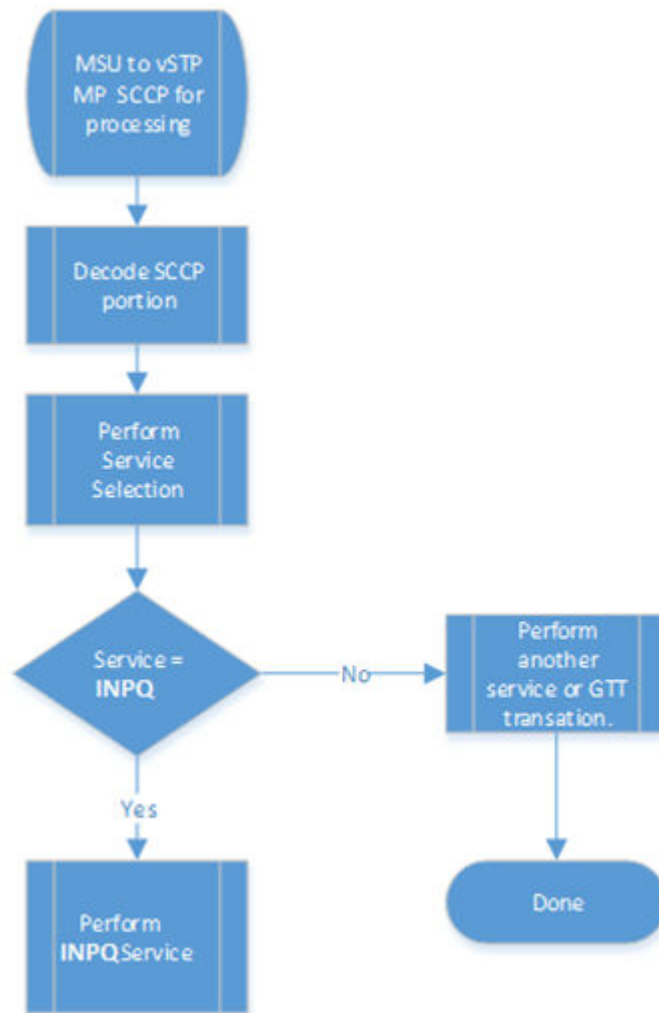 MSU to vSTP
MP SCCP for
processing
Decode SCCP
portion
Perform
Service
Selection
Service =
INPQ
No
Perform
another
service or GTT
transation.
Yes
Done
Perform
INPQService